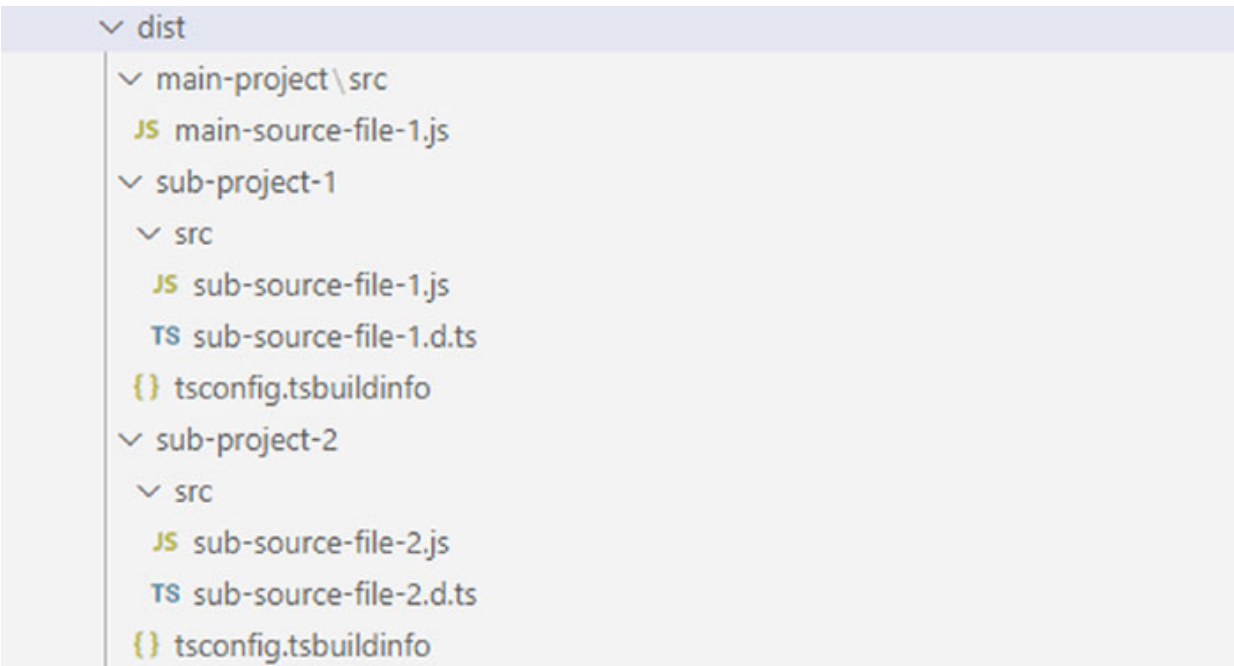 dist
main-project\src
JS main-source-file-1.js
sub-project-1
src
JS sub-source-file-1.js
TS sub-source-file-1.d.ts
{} tsconfig.tsbuildinfo
sub-project-2
src
JS sub-source-file-2.js
TS sub-source-file-2.d.ts
{} tsconfig.tsbuildinfo